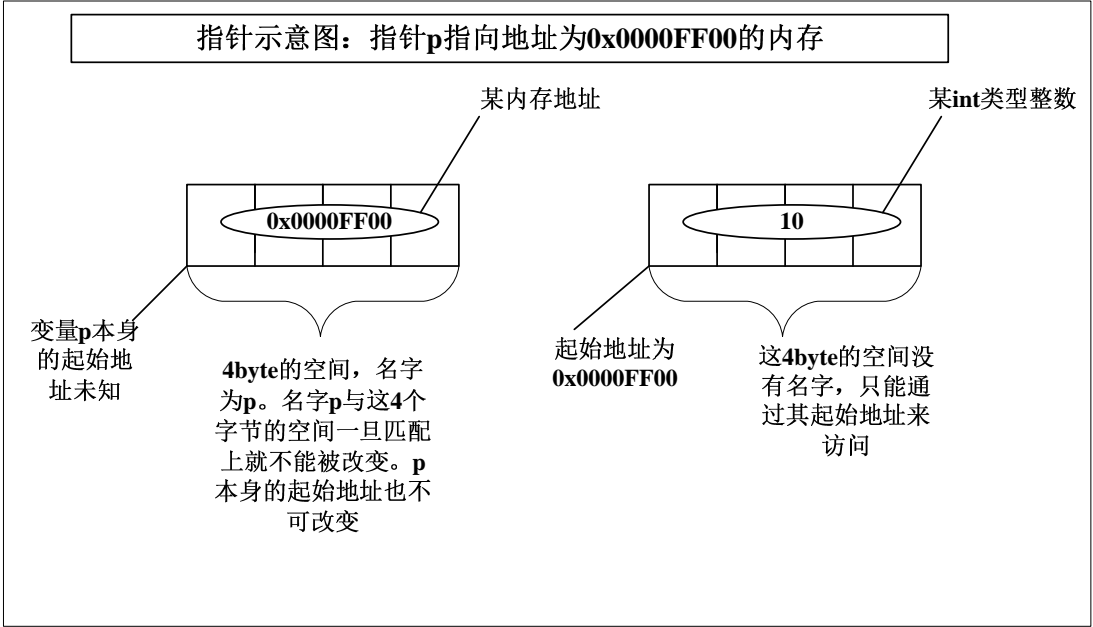 指针示意图：指针p指向地址为0x0000FF00的内存
某内存地址
某int类型整数
0x0000FF00
10
变量p本身
的起始地
址未知
4byte的空间，名字
为p。名字p与这4个
字节的空间一旦匹配
上就不能被改变。p
本身的起始地址也不
可改变
起始地址为
0x0000FF00
这4byte的空间没
有名字，只能通
过其起始地址来
访问